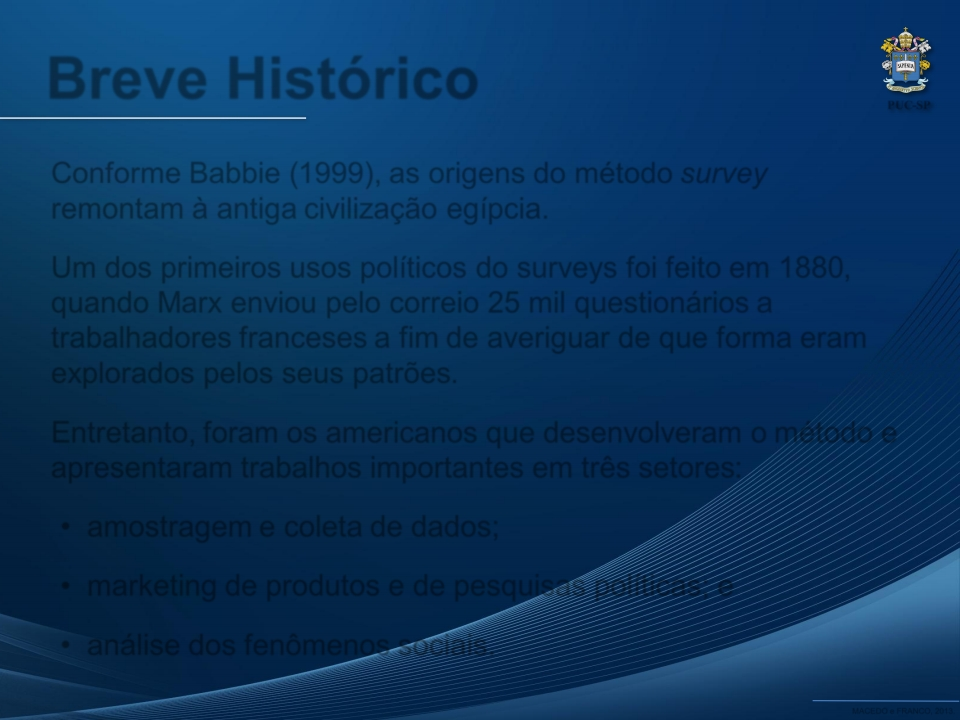 Breve Histórico
SAPIENTIA
PUC-SP
Conforme Babbie (1999), as origens do método survey
remontam à antiga civilização egípcia.
Um dos primeiros usos políticos do surveys foi feito em 1880,
quando Marx enviou pelo correio 25 mil questionários a
trabalhadores franceses a fim de averiguar de que forma eram
explorados pelos seus patrões.
Entretanto, foram os americanos que desenvolveram o método e
apresentaram trabalhos importantes em três setores:
• amostragem e coleta de dados;
• marketing de produtos e de pesquisas políticas; e
• análise dos fenômenos sociais.